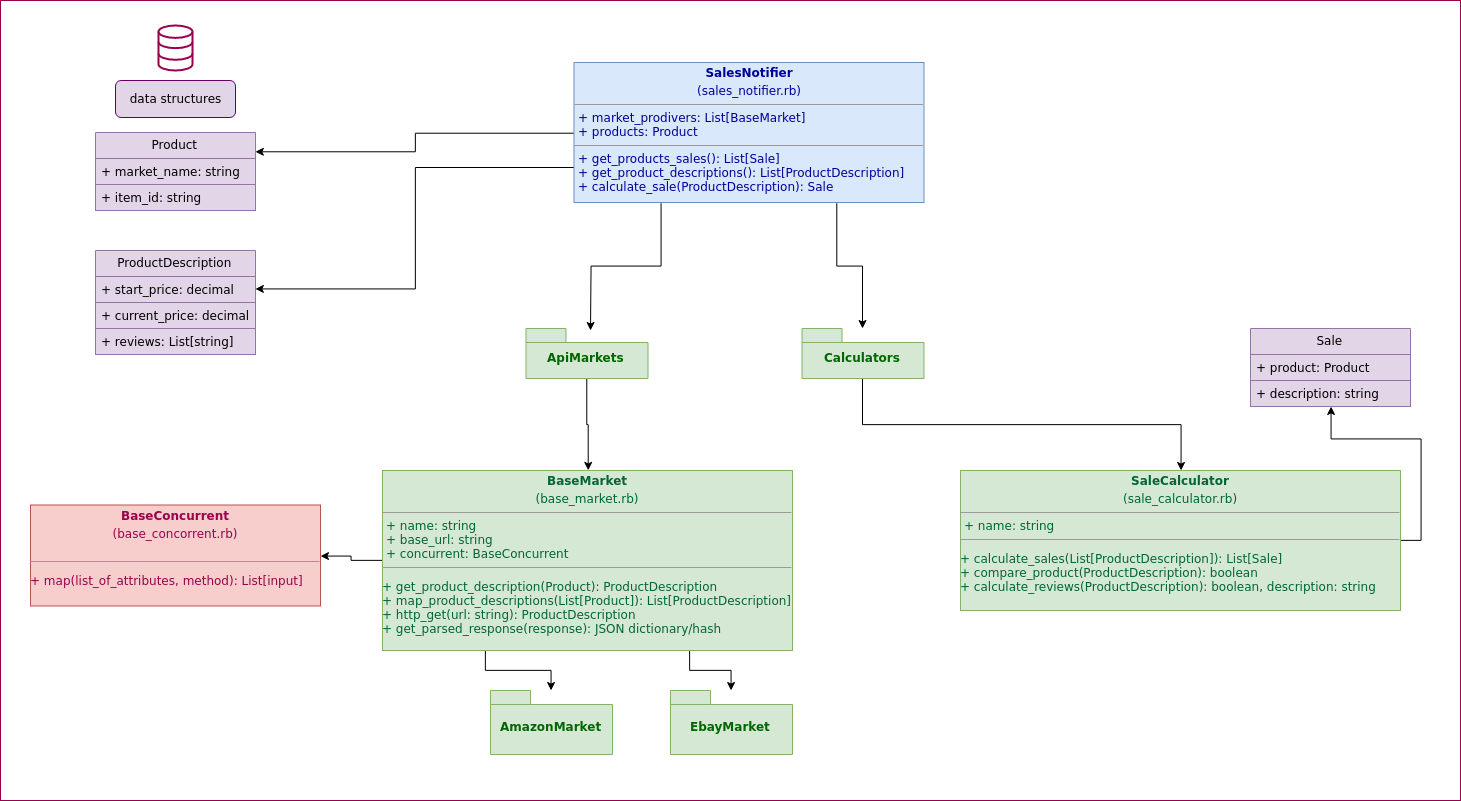 data structures
Product
+ market_name: string
+ item_id: string
ProductDescription
+ start_price: decimal
+ current_price: decimal
+ reviews: List[string]
SalesNotifier
(sales_notifier.rb)
+ market_prodivers: List[BaseMarket]
+ products: Product
+ get_products_sales(): List[Sale]
+ get_product_descriptions(): List[ProductDescription]
+ calculate_sale(ProductDescription): Sale
ApiMarkets
Calculators
Sale
+ product: Product
+ description: string
BaseConcurrent
(base_concorrent.rb)
+ map(list_of_attributes, method): List[input]
BaseMarket
(base_market.rb)
+ name: string
+ base_url: string
+ concurrent: BaseConcurrent
+ get_product_description(Product): ProductDescription
+ map_product_descriptions(List[Product]): List[ProductDescription]
+ http_get(url: string): ProductDescription
+ get_parsed_response(response): JSON dictionary/hash
SaleCalculator
(sale_calculator.rb)
+ name: string
+ calculate_sales(List[ProductDescription]): List[Sale]
+ compare_product(ProductDescription): boolean
+ calculate_reviews(ProductDescription): boolean, description: string
AmazonMarket
EbayMarket